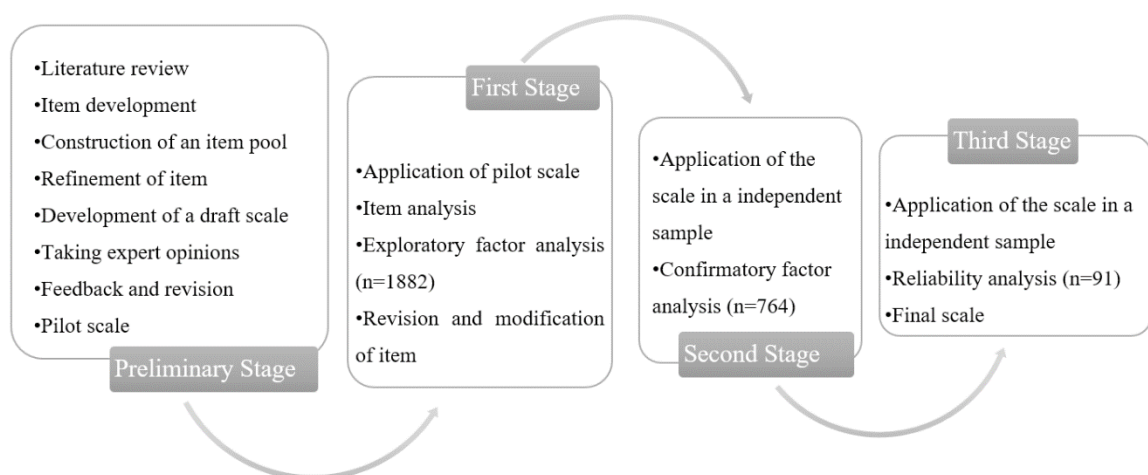 •Literature review
•Item development
•Construction of an item pool
•Refinement of item
•Development of a draft scale
•Taking expert opinions
•Feedback and revision
•Pilot scale
Preliminary Stage
First Stage
•Application of pilot scale
•Item analysis
•Exploratory factor analysis
(n=1882)
•Revision and modification
of item
•Application of the
scale in a independent
sample
•Confirmatory factor
analysis (n=764)
Second Stage
Third Stage
•Application of the scale in a
independent sample
•Reliability analysis (n=91)
•Final scale